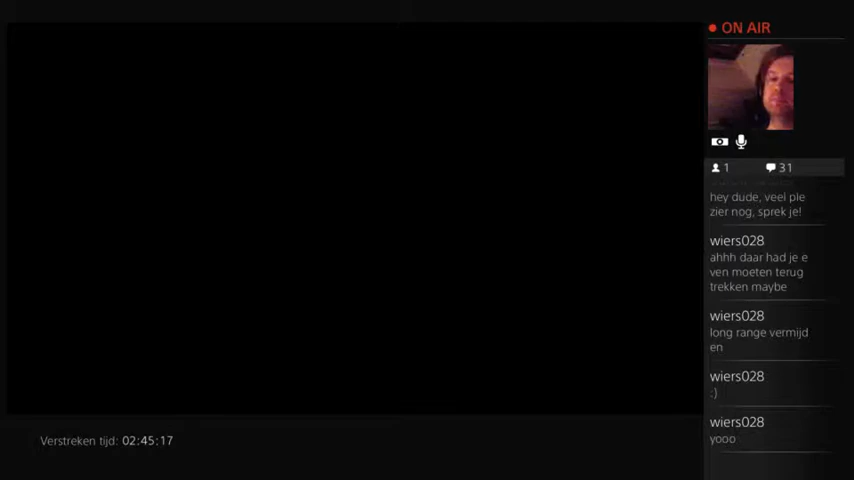 ON AIR
1 31
hey dude, veel ple
zier nog, sprek je!
wiers028
ahhh daar had je e
ven moeten terug
trekken maybe
wiers028
long range vermijd
en
wiers028
:)
wiers028
yooo
Verstreken tijd: 02:45:17